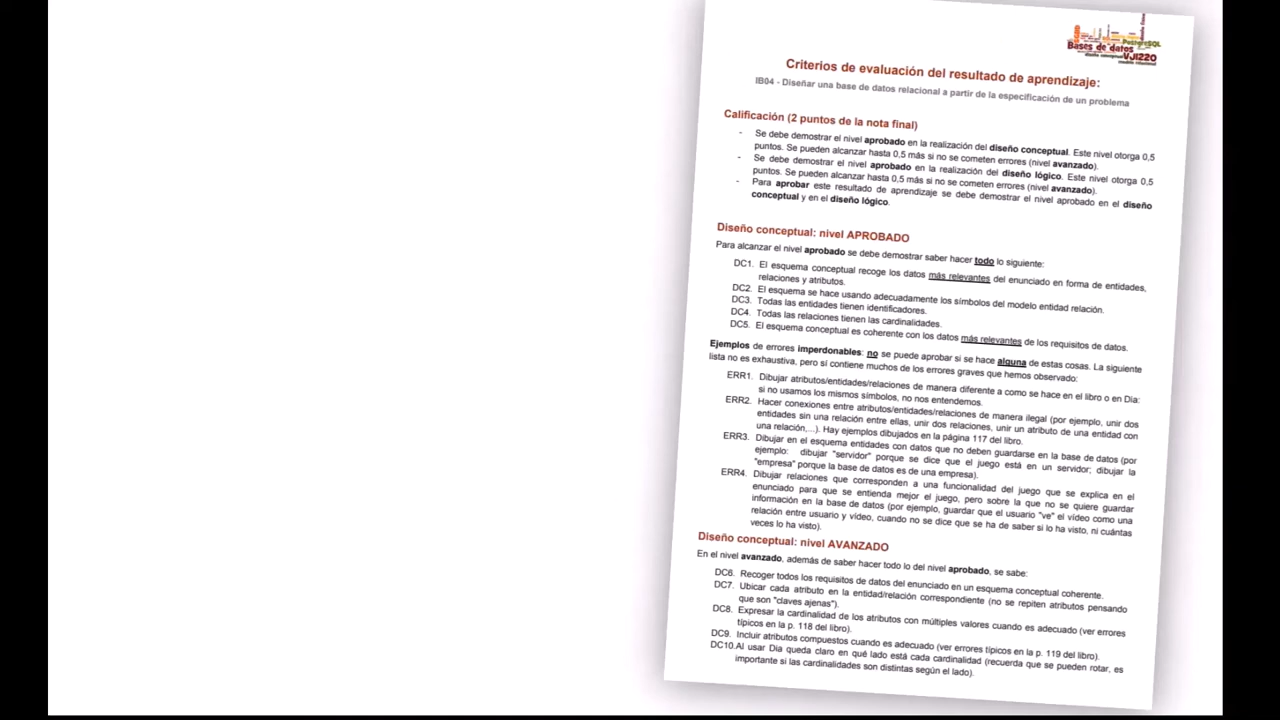 PostgreSQL
Bases de datos
VJ1220
Criterios de evaluación del resultado de aprendizaje:
IB04 - Diseñar una base de datos relacional a partir de la especificación de un problema
Calificación (2 puntos de la nota final)
- Se debe demostrar el nivel aprobado en la realización del diseño conceptual. Este nivel otorga 0,5
puntos. Se pueden alcanzar hasta 0,5 más si no se cometen errores (nivel avanzado).
- Se debe demostrar el nivel aprobado en la realización del diseño lógico. Este nivel otorga 0,5
puntos. Se pueden alcanzar hasta 0,5 más si no se cometen errores (nivel avanzado).
- Para aprobar este resultado de aprendizaje se debe demostrar el nivel aprobado en el diseño
conceptual y en el diseño lógico.
Diseño conceptual: nivel APROBADO
Para alcanzar el nivel aprobado se debe demostrar saber hacer todo lo siguiente:
DC1. El esquema conceptual recoge los datos más relevantes del enunciado en forma de entidades,
relaciones y atributos.
DC2. El esquema se hace usando adecuadamente los símbolos del modelo entidad relación.
DC3. Todas las entidades tienen identificadores.
DC4. Todas las relaciones tienen las cardinalidades.
DC5. El esquema conceptual es coherente con los datos más relevantes de los requisitos de datos.
Ejemplos de errores imperdonables: no se puede aprobar si se hace alguna de estas cosas. La siguiente
lista no es exhaustiva, pero sí contiene muchos de los errores graves que hemos observado:
ERR1. Dibujar atributos/entidades/relaciones de manera diferente a como se hace en el libro o en Dia:
si no usamos los mismos símbolos, no nos entendemos.
ERR2. Hacer conexiones entre atributos/entidades/relaciones de manera ilegal (por ejemplo, unir dos
entidades sin una relación entre ellas, unir dos relaciones, unir un atributo de una entidad con
una relación,...). Hay ejemplos dibujados en la página 117 del libro.
ERR3. Dibujar en el esquema entidades con datos que no deben guardarse en la base de datos (por
ejemplo: dibujar "servidor" porque se dice que el juego está en un servidor; dibujar la
"empresa" porque la base de datos es de una empresa).
ERR4. Dibujar relaciones que corresponden a una funcionalidad del juego que se explica en el
enunciado para que se entienda mejor el juego, pero sobre la que no se quiere guardar
información en la base de datos (por ejemplo, guardar que el usuario "ve" el vídeo como una
relación entre usuario y vídeo, cuando no se dice que se ha de saber si lo ha visto, ni cuántas
veces lo ha visto).
Diseño conceptual: nivel AVANZADO
En el nivel avanzado, además de saber hacer todo lo del nivel aprobado, se sabe:
DC6. Recoger todos los requisitos de datos del enunciado en un esquema conceptual coherente.
DC7. Ubicar cada atributo en la entidad/relación correspondiente (no se repiten atributos pensando
que son "claves ajenas").
DC8. Expresar la cardinalidad de los atributos con múltiples valores cuando es adecuado (ver errores
típicos en la p. 118 del libro).
DC9. Incluir atributos compuestos cuando es adecuado (ver errores típicos en la p. 119 del libro).
DC10.Al usar Dia queda claro en qué lado está cada cardinalidad (recuerda que se pueden rotar, es
importante si las cardinalidades son distintas según el lado).